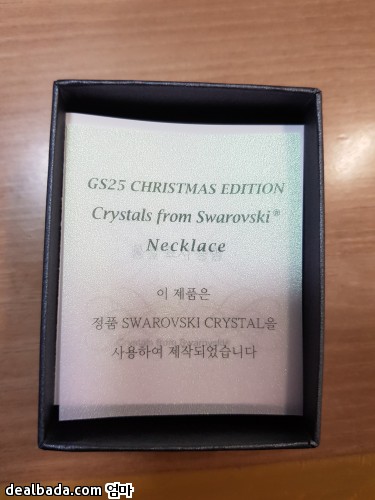 GS25 CHRISTMAS EDITION
Crystals from Swarovski®
Necklace
이 제품은
정품 SWAROVSKI CRYSTAL을
사용하여 제작되었습니다
dealbada.com 엄마